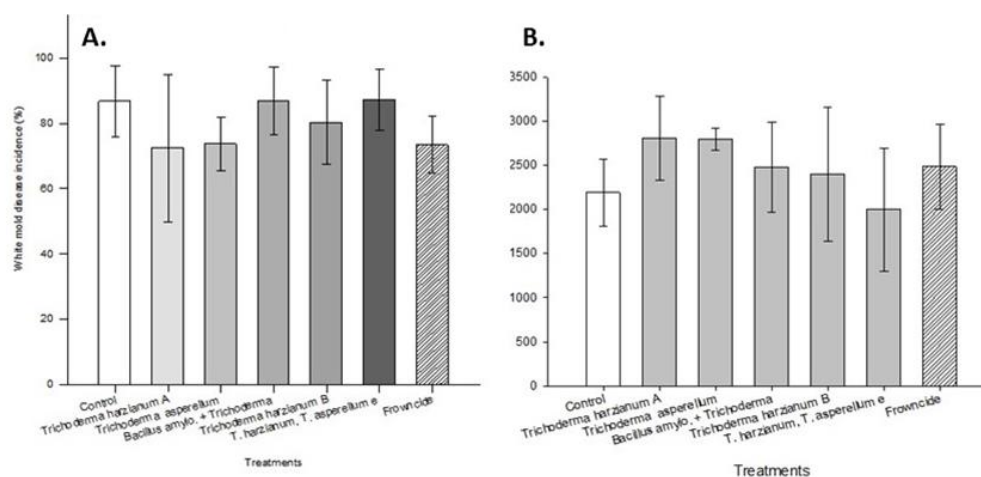 A.
White mold disease incidence (%)
100
80
60
40
20
0
Control
Trichoderma harzianum A
Trichoderma asperellum
Bacillus amylo, + Trichoderma
Trichoderma harzianum B
T. harzianum, T, asperellum e
Frowncide
Treatments
B.
3500
3000
2500
2000
1500
1000
500
0
Control
Trichoderma harzianum A
Trichoderma asperellum
Bacillus amylo, + Trichoderma
Trichoderma harzianum B
T. harzianum, T, asperellum e
Frowncide
Treatments